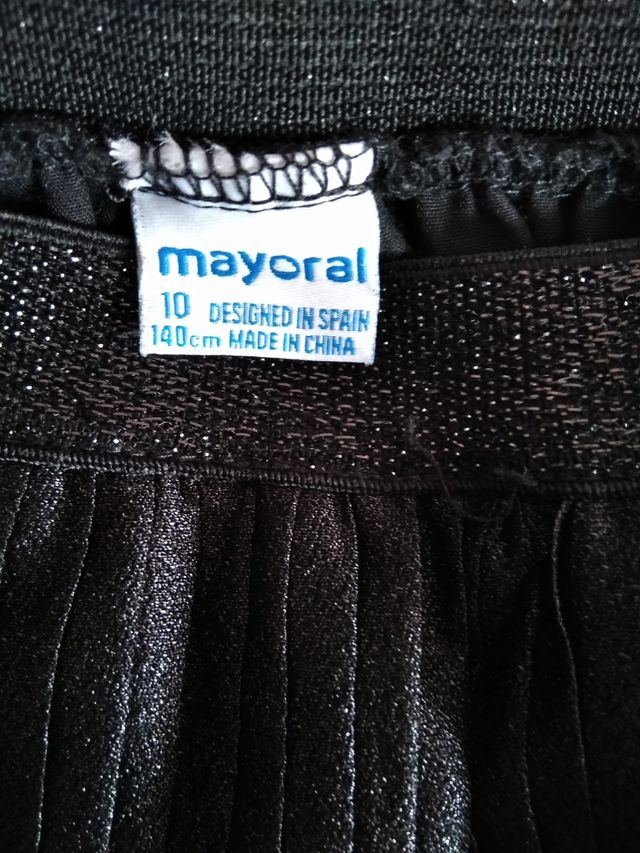 mayoral
10 DESIGNED IN SPAIN
140cm MADE IN CHINA